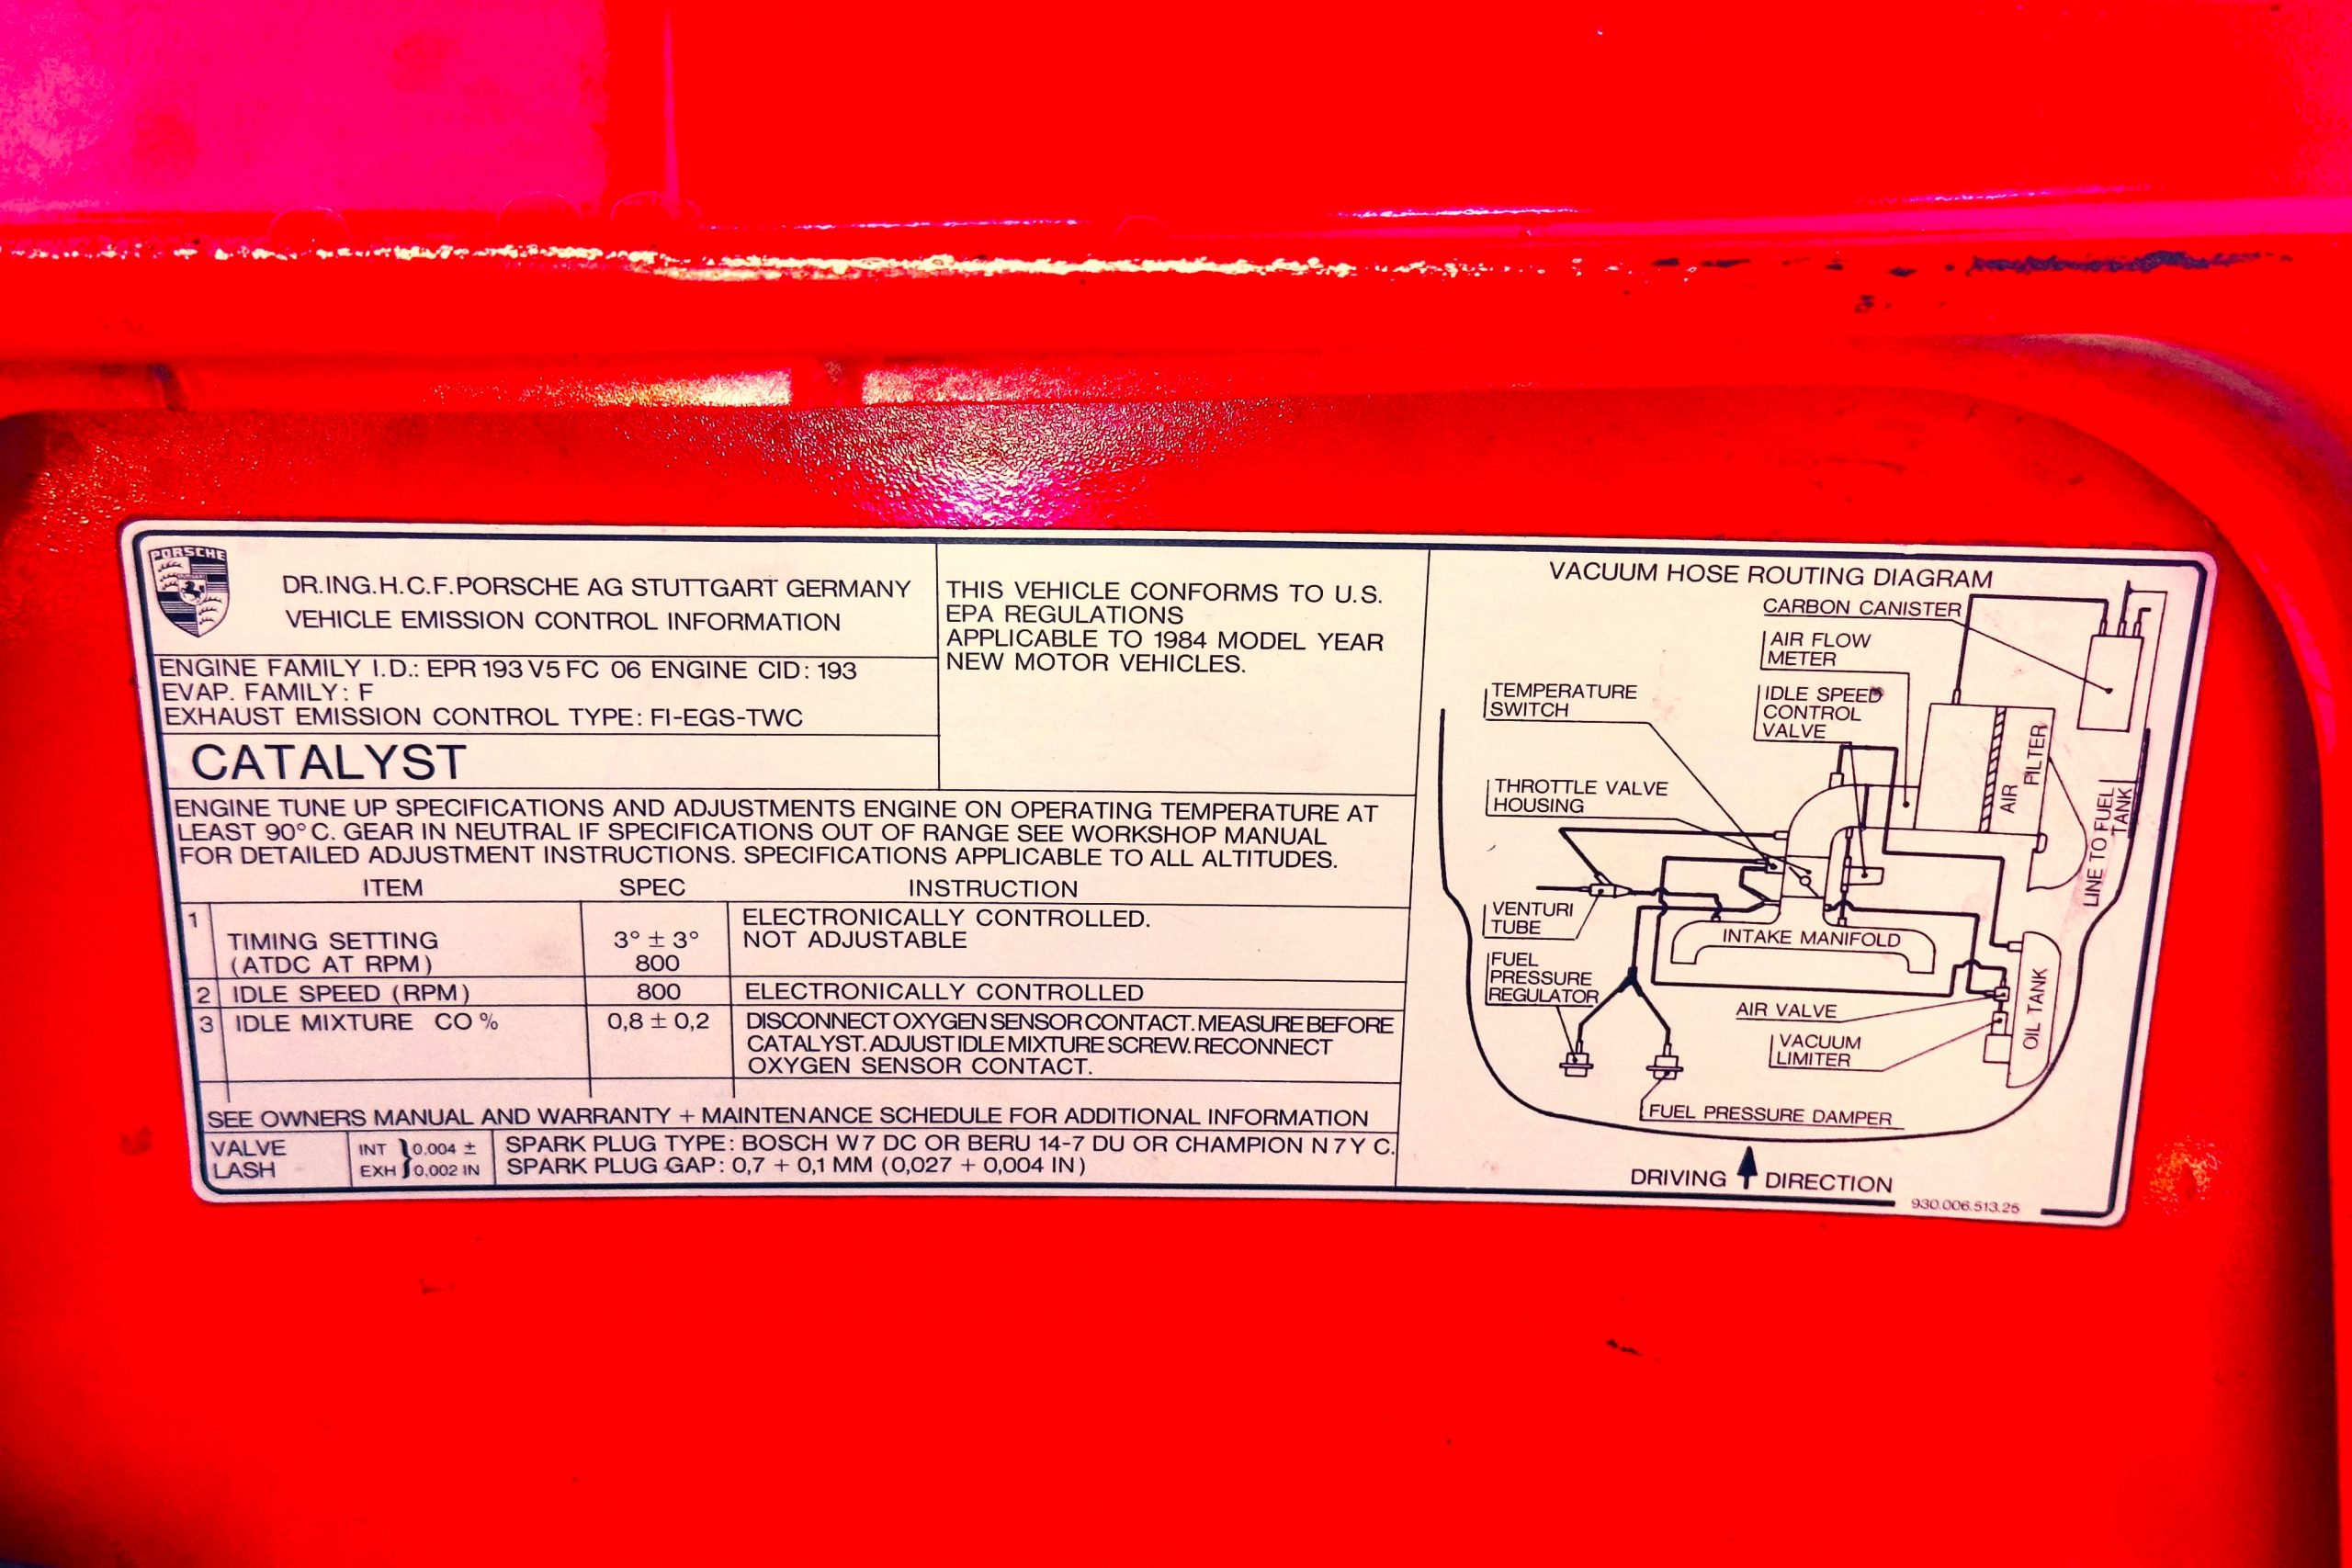 PORSCHE
DR.ING.H.C.F.PORSCHE AG STUTTGART GERMANY
VEHICLE EMISSION CONTROL INFORMATION
ENGINE FAMILY I.D.: EPR 193 V5 FC 06 ENGINE CID: 193
EVAP. FAMILY: F
EXHAUST EMISSION CONTROL TYPE: FI-EGS-TWC
CATALYST
THIS VEHICLE CONFORMS TO U.S.
EPA REGULATIONS
APPLICABLE TO 1984 MODEL YEAR
NEW MOTOR VEHICLES.
ENGINE TUNE UP SPECIFICATIONS AND ADJUSTMENTS ENGINE ON OPERATING TEMPERATURE AT
LEAST 90° C. GEAR IN NEUTRAL IF SPECIFICATIONS OUT OF RANGE SEE WORKSHOP MANUAL
FOR DETAILED ADJUSTMENT INSTRUCTIONS. SPECIFICATIONS APPLICABLE TO ALL ALTITUDES.
ITEM SPEC INSTRUCTION
1 ELECTRONICALLY CONTROLLED.
TIMING SETTING 3° ± 3° NOT ADJUSTABLE
(ATDC AT RPM) 800
2 IDLE SPEED (RPM) 800 ELECTRONICALLY CONTROLLED
3 IDLE MIXTURE CO % 0,8 ± 0,2 DISCONNECT OXYGEN SENSOR CONTACT. MEASURE BEFORE
CATALYST. ADJUST IDLE MIXTURE SCREW. RECONNECT
OXYGEN SENSOR CONTACT.
SEE OWNERS MANUAL AND WARRANTY + MAINTENANCE SCHEDULE FOR ADDITIONAL INFORMATION
VALVE INT 0.004 ± SPARK PLUG TYPE: BOSCH W7 DC OR BERU 14-7 DU OR CHAMPION N7Y C.
LASH EXH 0.002 IN SPARK PLUG GAP: 0,7 + 0,1 MM (0,027 + 0,004 IN)
VACUUM HOSE ROUTING DIAGRAM
CARBON CANISTER
AIR FLOW
METER
TEMPERATURE
SWITCH
IDLE SPEED
CONTROL
VALVE
AIR
FILTER
LINE TO FUEL
TANK
THROTTLE VALVE
HOUSING
VENTURI
TUBE
INTAKE MANIFOLD
FUEL
PRESSURE
REGULATOR
AIR VALVE
OIL TANK
VACUUM
LIMITER
FUEL PRESSURE DAMPER
DRIVING DIRECTION
930.006.513.25